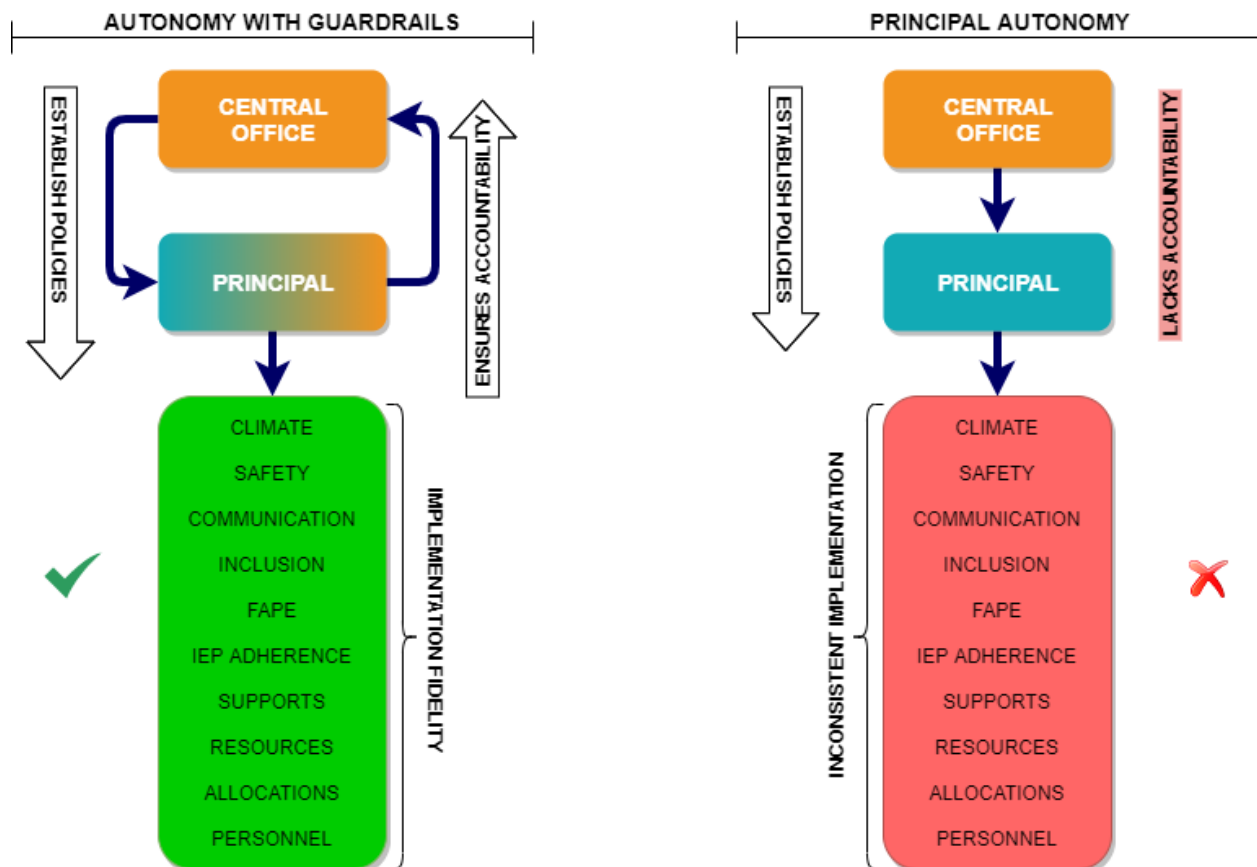 AUTONOMY WITH GUARDRAILS
ESTABLISH POLICIES
CENTRAL
OFFICE
PRINCIPAL
ENSURES ACCOUNTABILITY
CLIMATE
SAFETY
COMMUNICATION
INCLUSION
FAPE
IEP ADHERENCE
SUPPORTS
RESOURCES
ALLOCATIONS
PERSONNEL
IMPLEMENTATION FIDELITY
PRINCIPAL AUTONOMY
ESTABLISH POLICIES
CENTRAL
OFFICE
PRINCIPAL
LACKS ACCOUNTABILITY
INCONSISTENT IMPLEMENTATION
CLIMATE
SAFETY
COMMUNICATION
INCLUSION
FAPE
IEP ADHERENCE
SUPPORTS
RESOURCES
ALLOCATIONS
PERSONNEL